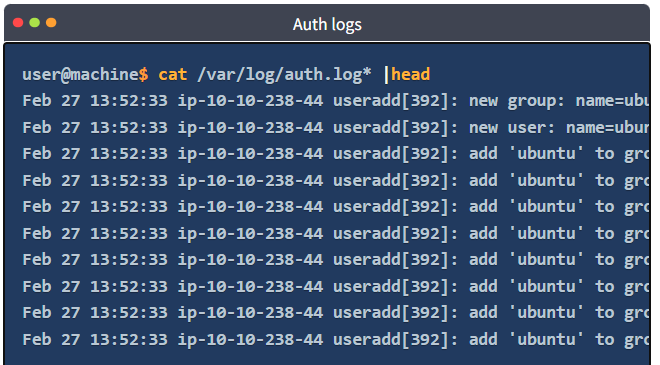 Auth logs
user@machine$ cat /var/log/auth.log* |head
Feb 27 13:52:33 ip-10-10-238-44 useradd[392]: new group: name=ubu
Feb 27 13:52:33 ip-10-10-238-44 useradd[392]: new user: name=ubun
Feb 27 13:52:33 ip-10-10-238-44 useradd[392]: add 'ubuntu' to gro
Feb 27 13:52:33 ip-10-10-238-44 useradd[392]: add 'ubuntu' to gro
Feb 27 13:52:33 ip-10-10-238-44 useradd[392]: add 'ubuntu' to gro
Feb 27 13:52:33 ip-10-10-238-44 useradd[392]: add 'ubuntu' to gro
Feb 27 13:52:33 ip-10-10-238-44 useradd[392]: add 'ubuntu' to gro
Feb 27 13:52:33 ip-10-10-238-44 useradd[392]: add 'ubuntu' to gro
Feb 27 13:52:33 ip-10-10-238-44 useradd[392]: add 'ubuntu' to gro
Feb 27 13:52:33 ip-10-10-238-44 useradd[392]: add 'ubuntu' to gro